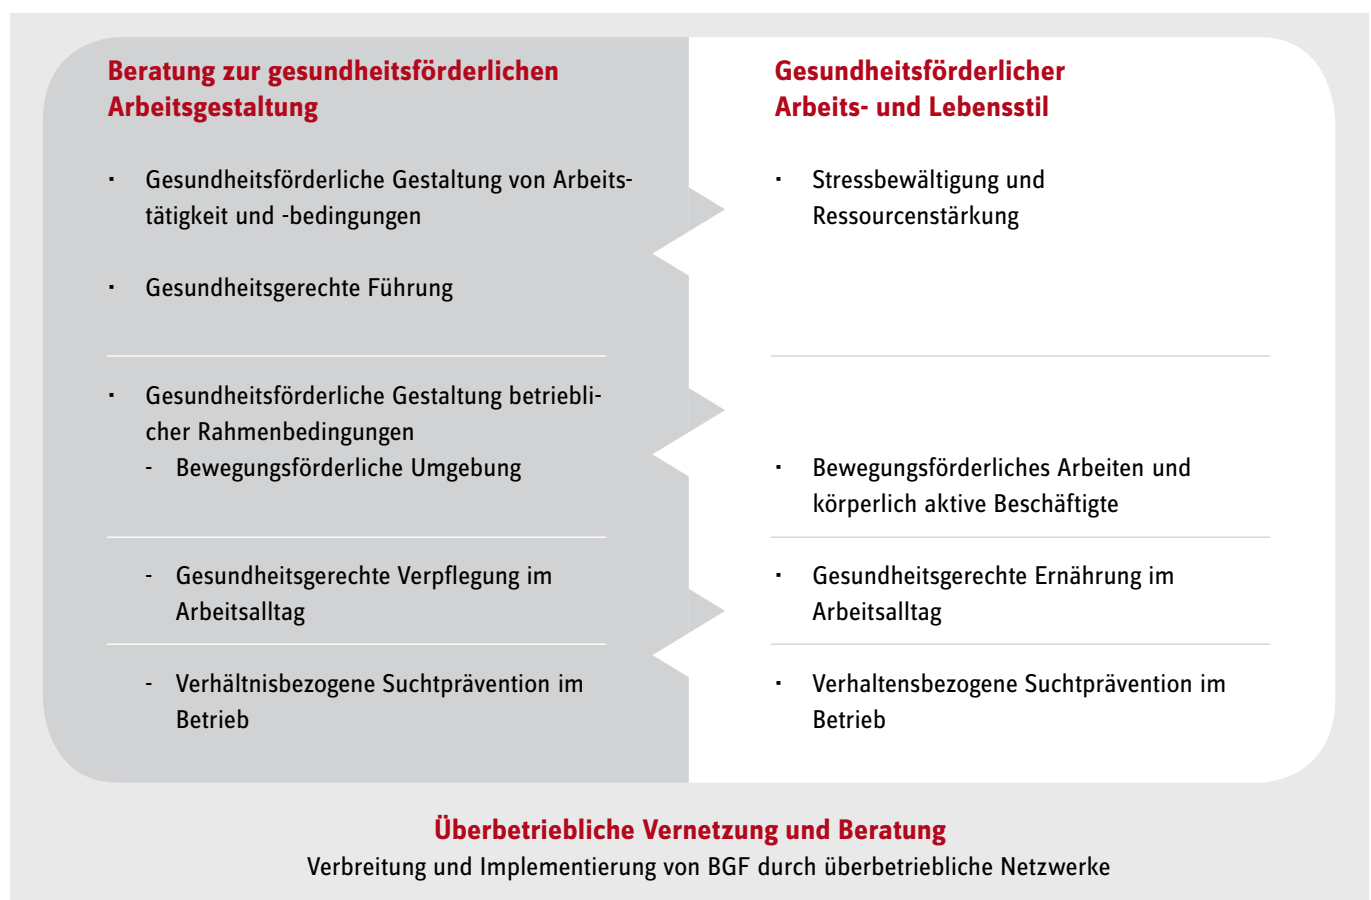 Beratung zur gesundheitsförderlichen
Arbeitsgestaltung
· Gesundheitsförderliche Gestaltung von Arbeits-
tätigkeit und -bedingungen
· Gesundheitsgerechte Führung
· Gesundheitsförderliche Gestaltung betriebli-
cher Rahmenbedingungen
- Bewegungsförderliche Umgebung
- Gesundheitsgerechte Verpflegung im
Arbeitsalltag
- Verhältnisbezogene Suchtprävention im
Betrieb
Gesundheitsförderlicher
Arbeits- und Lebensstil
· Stressbewältigung und
Ressourcenstärkung
· Bewegungsförderliches Arbeiten und
körperlich aktive Beschäftigte
· Gesundheitsgerechte Ernährung im
Arbeitsalltag
· Verhaltensbezogene Suchtprävention im
Betrieb
Überbetriebliche Vernetzung und Beratung
Verbreitung und Implementierung von BGF durch überbetriebliche Netzwerke